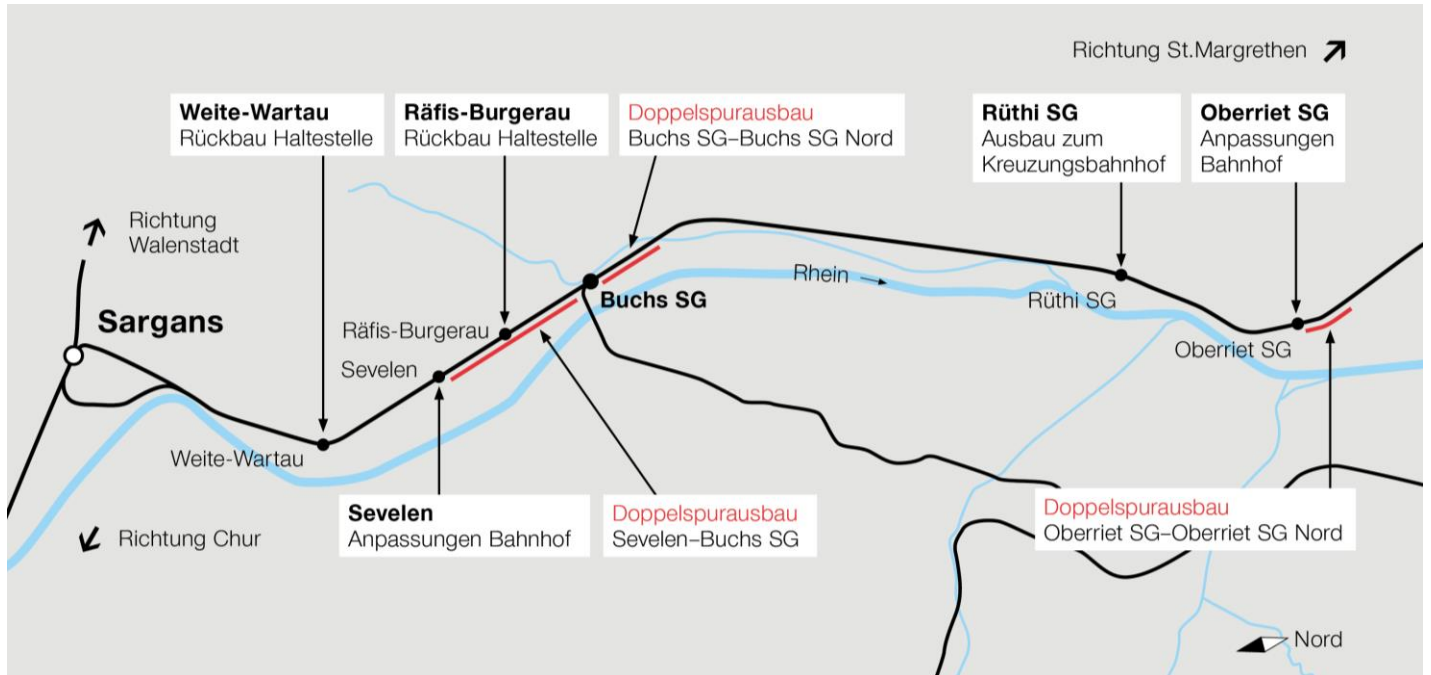 Richtung St.Margrethen
Weite-Wartau
Rückbau Haltestelle
Räfis-Burgerau
Rückbau Haltestelle
Doppelspurausbau
Buchs SG–Buchs SG Nord
Rüthi SG
Ausbau zum
Kreuzungsbahnhof
Oberriet SG
Anpassungen
Bahnhof
Richtung
Walenstadt
Sargans
Rhein
Buchs SG
Rüthi SG
Räfis-Burgerau
Oberriet SG
Sevelen
Weite-Wartau
Sevelen
Anpassungen Bahnhof
Doppelspurausbau
Sevelen–Buchs SG
Doppelspurausbau
Oberriet SG–Oberriet SG Nord
Richtung Chur
Nord